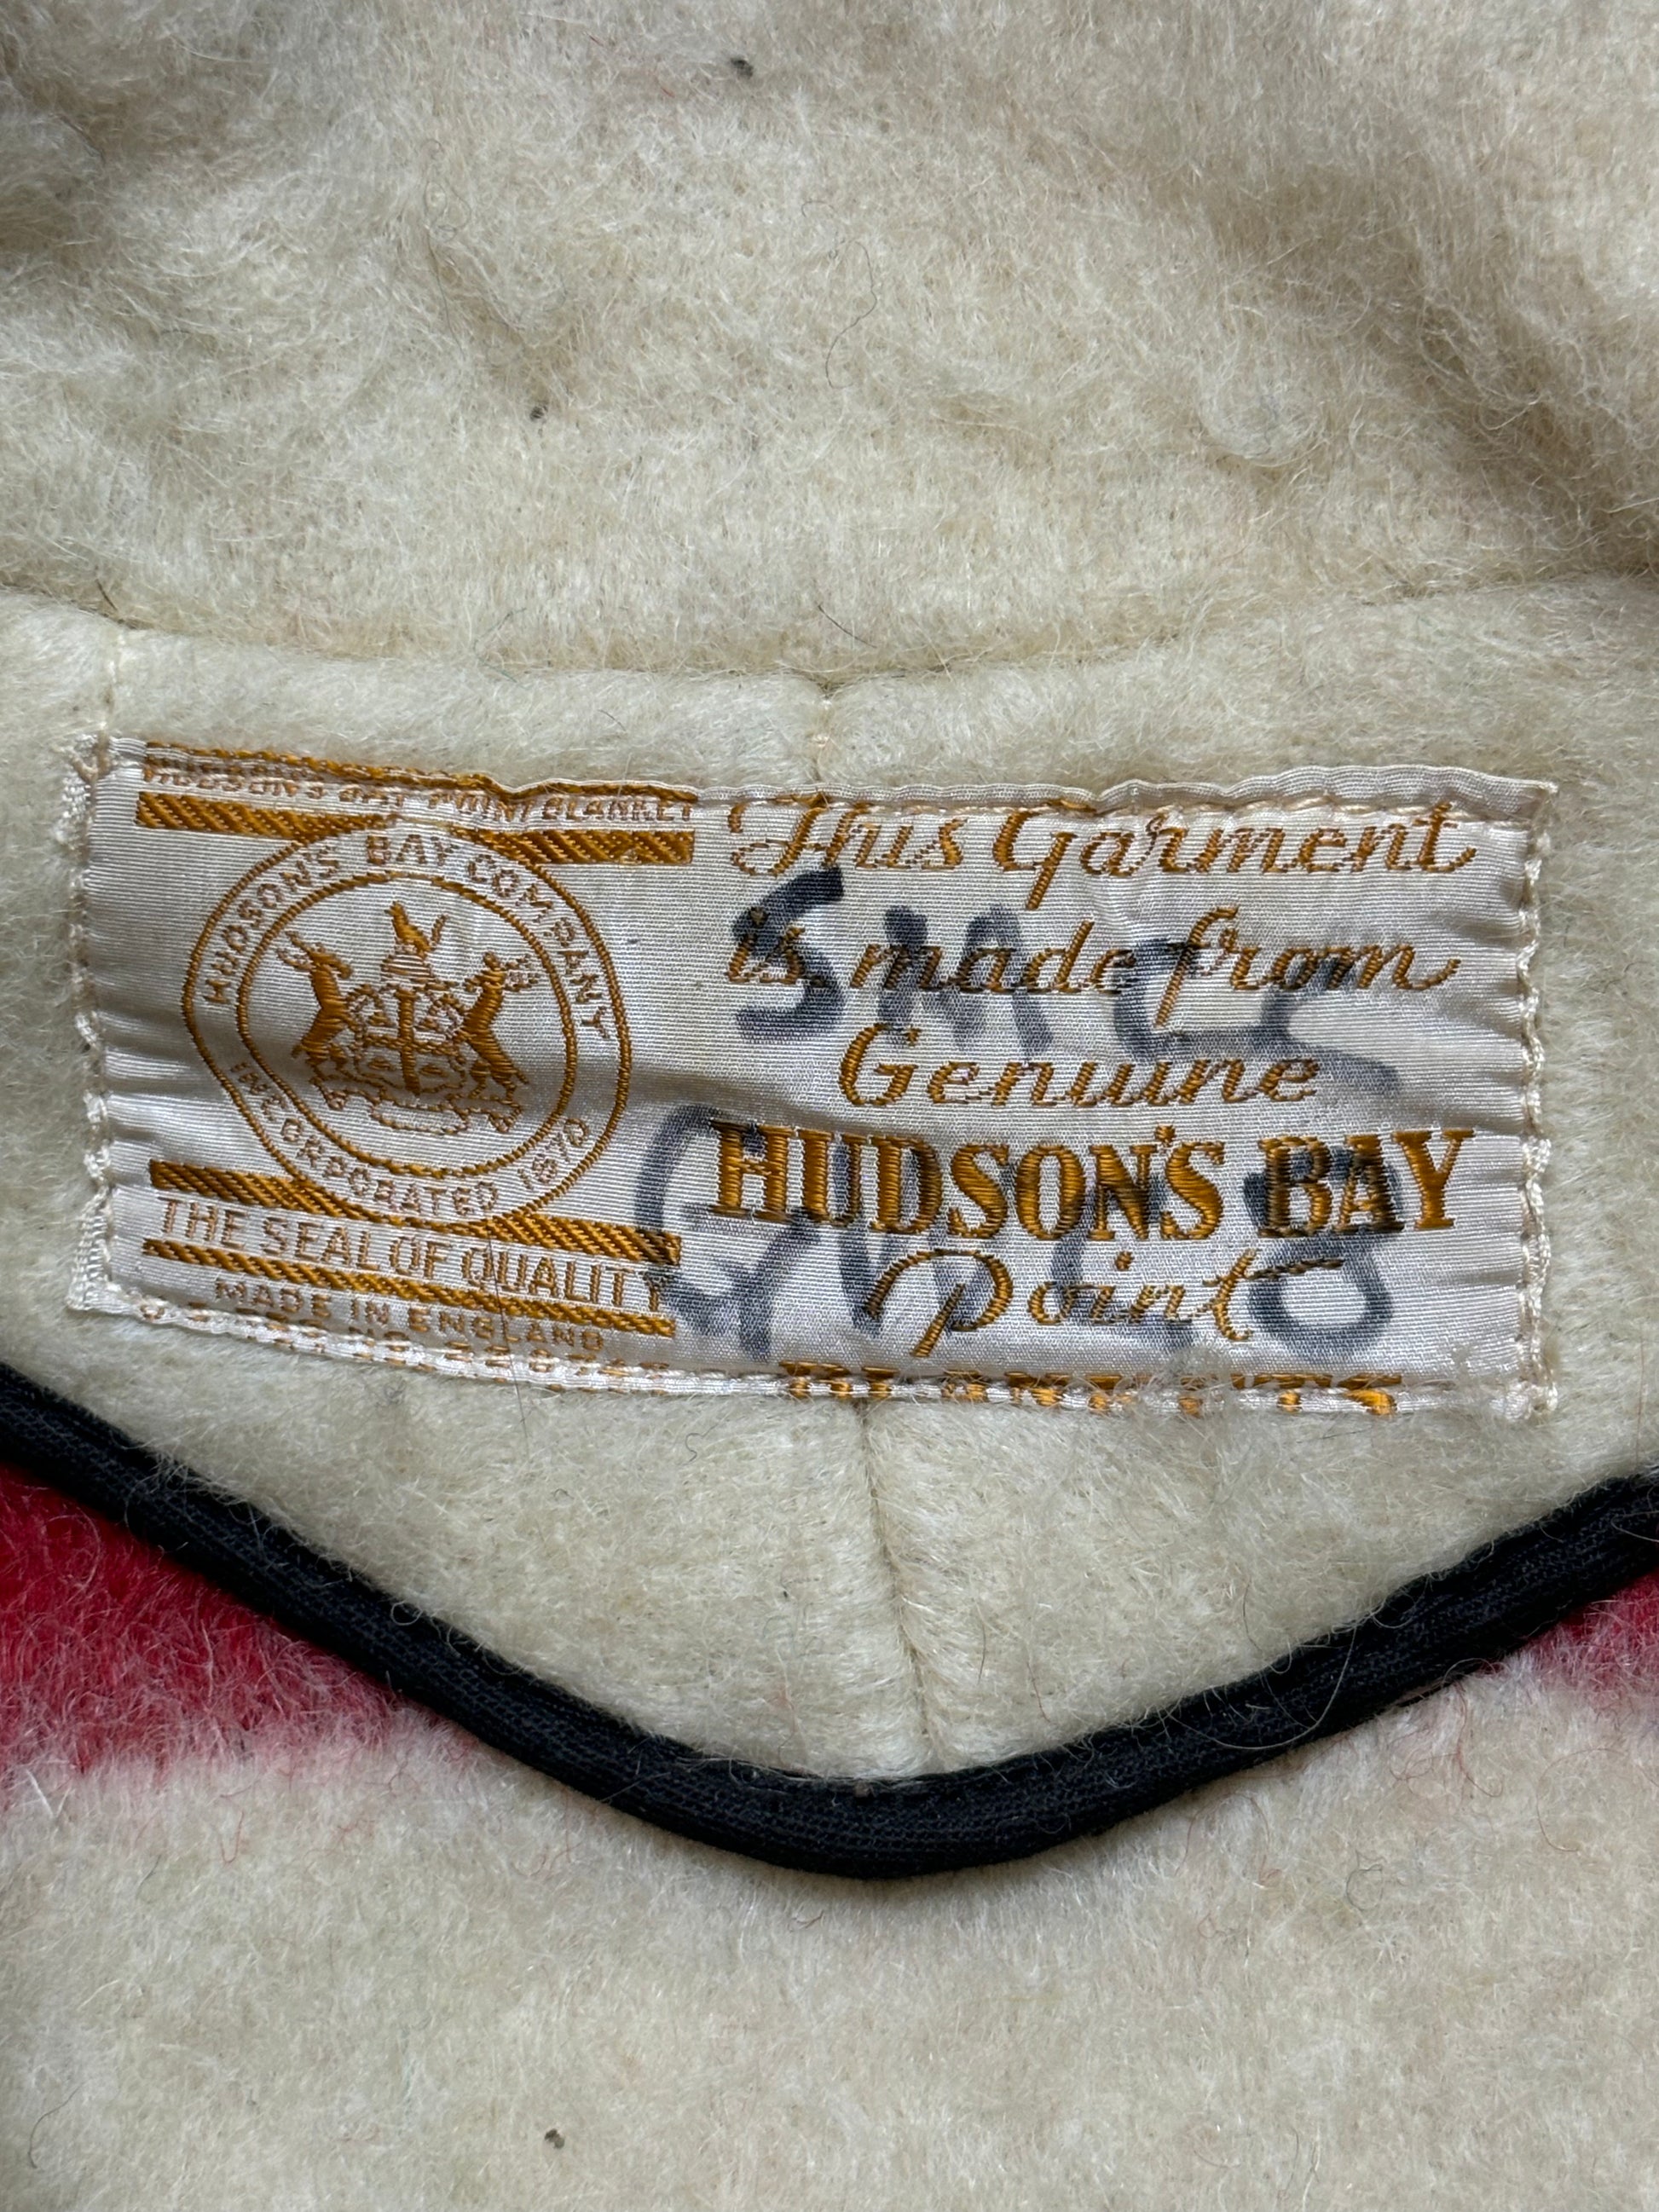 HUDSON'S BAY POINT BLANKET
HUDSON'S BAY COMPANY
INCORPORATED 1670
THE SEAL OF QUALITY
MADE IN ENGLAND
This Garment
is made from
Genuine
HUDSON'S BAY
Point
BLANKETS